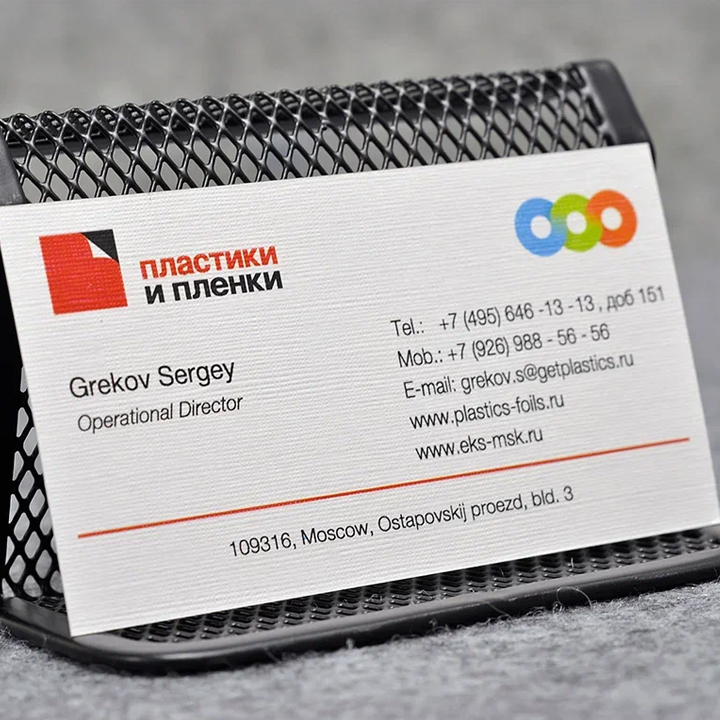 пластики
и пленки
Grekov Sergey
Operational Director
Tel.: +7 (495) 646 -13 -13 , доб 151
Mob.: +7 (926) 988 - 56 - 56
E-mail: grekov.s@getplastics.ru
www.plastics-foils.ru
www.eks-msk.ru
109316, Moscow, Ostapovskij proezd, bld. 3